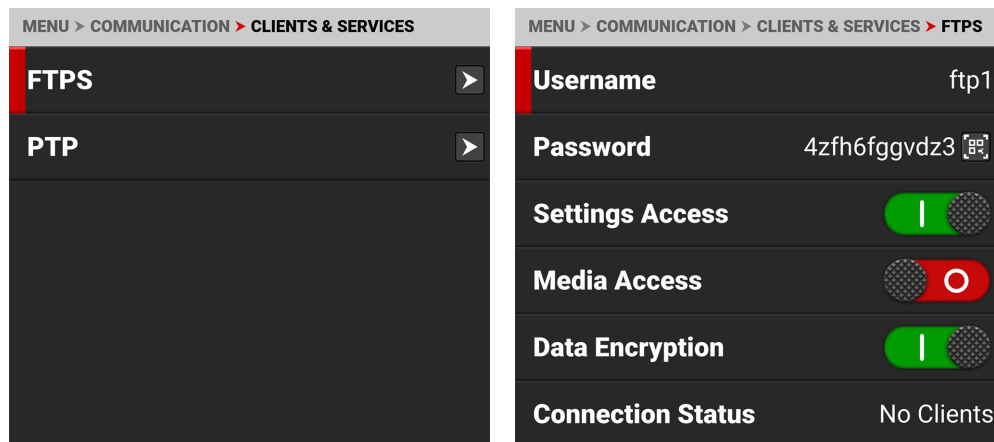 MENU > COMMUNICATION > CLIENTS & SERVICES
FTPS
PTP
MENU > COMMUNICATION > CLIENTS & SERVICES > FTPS
Username ftp1
Password 4zfh6fggvdz3
Settings Access
Media Access
Data Encryption
Connection Status No Clients